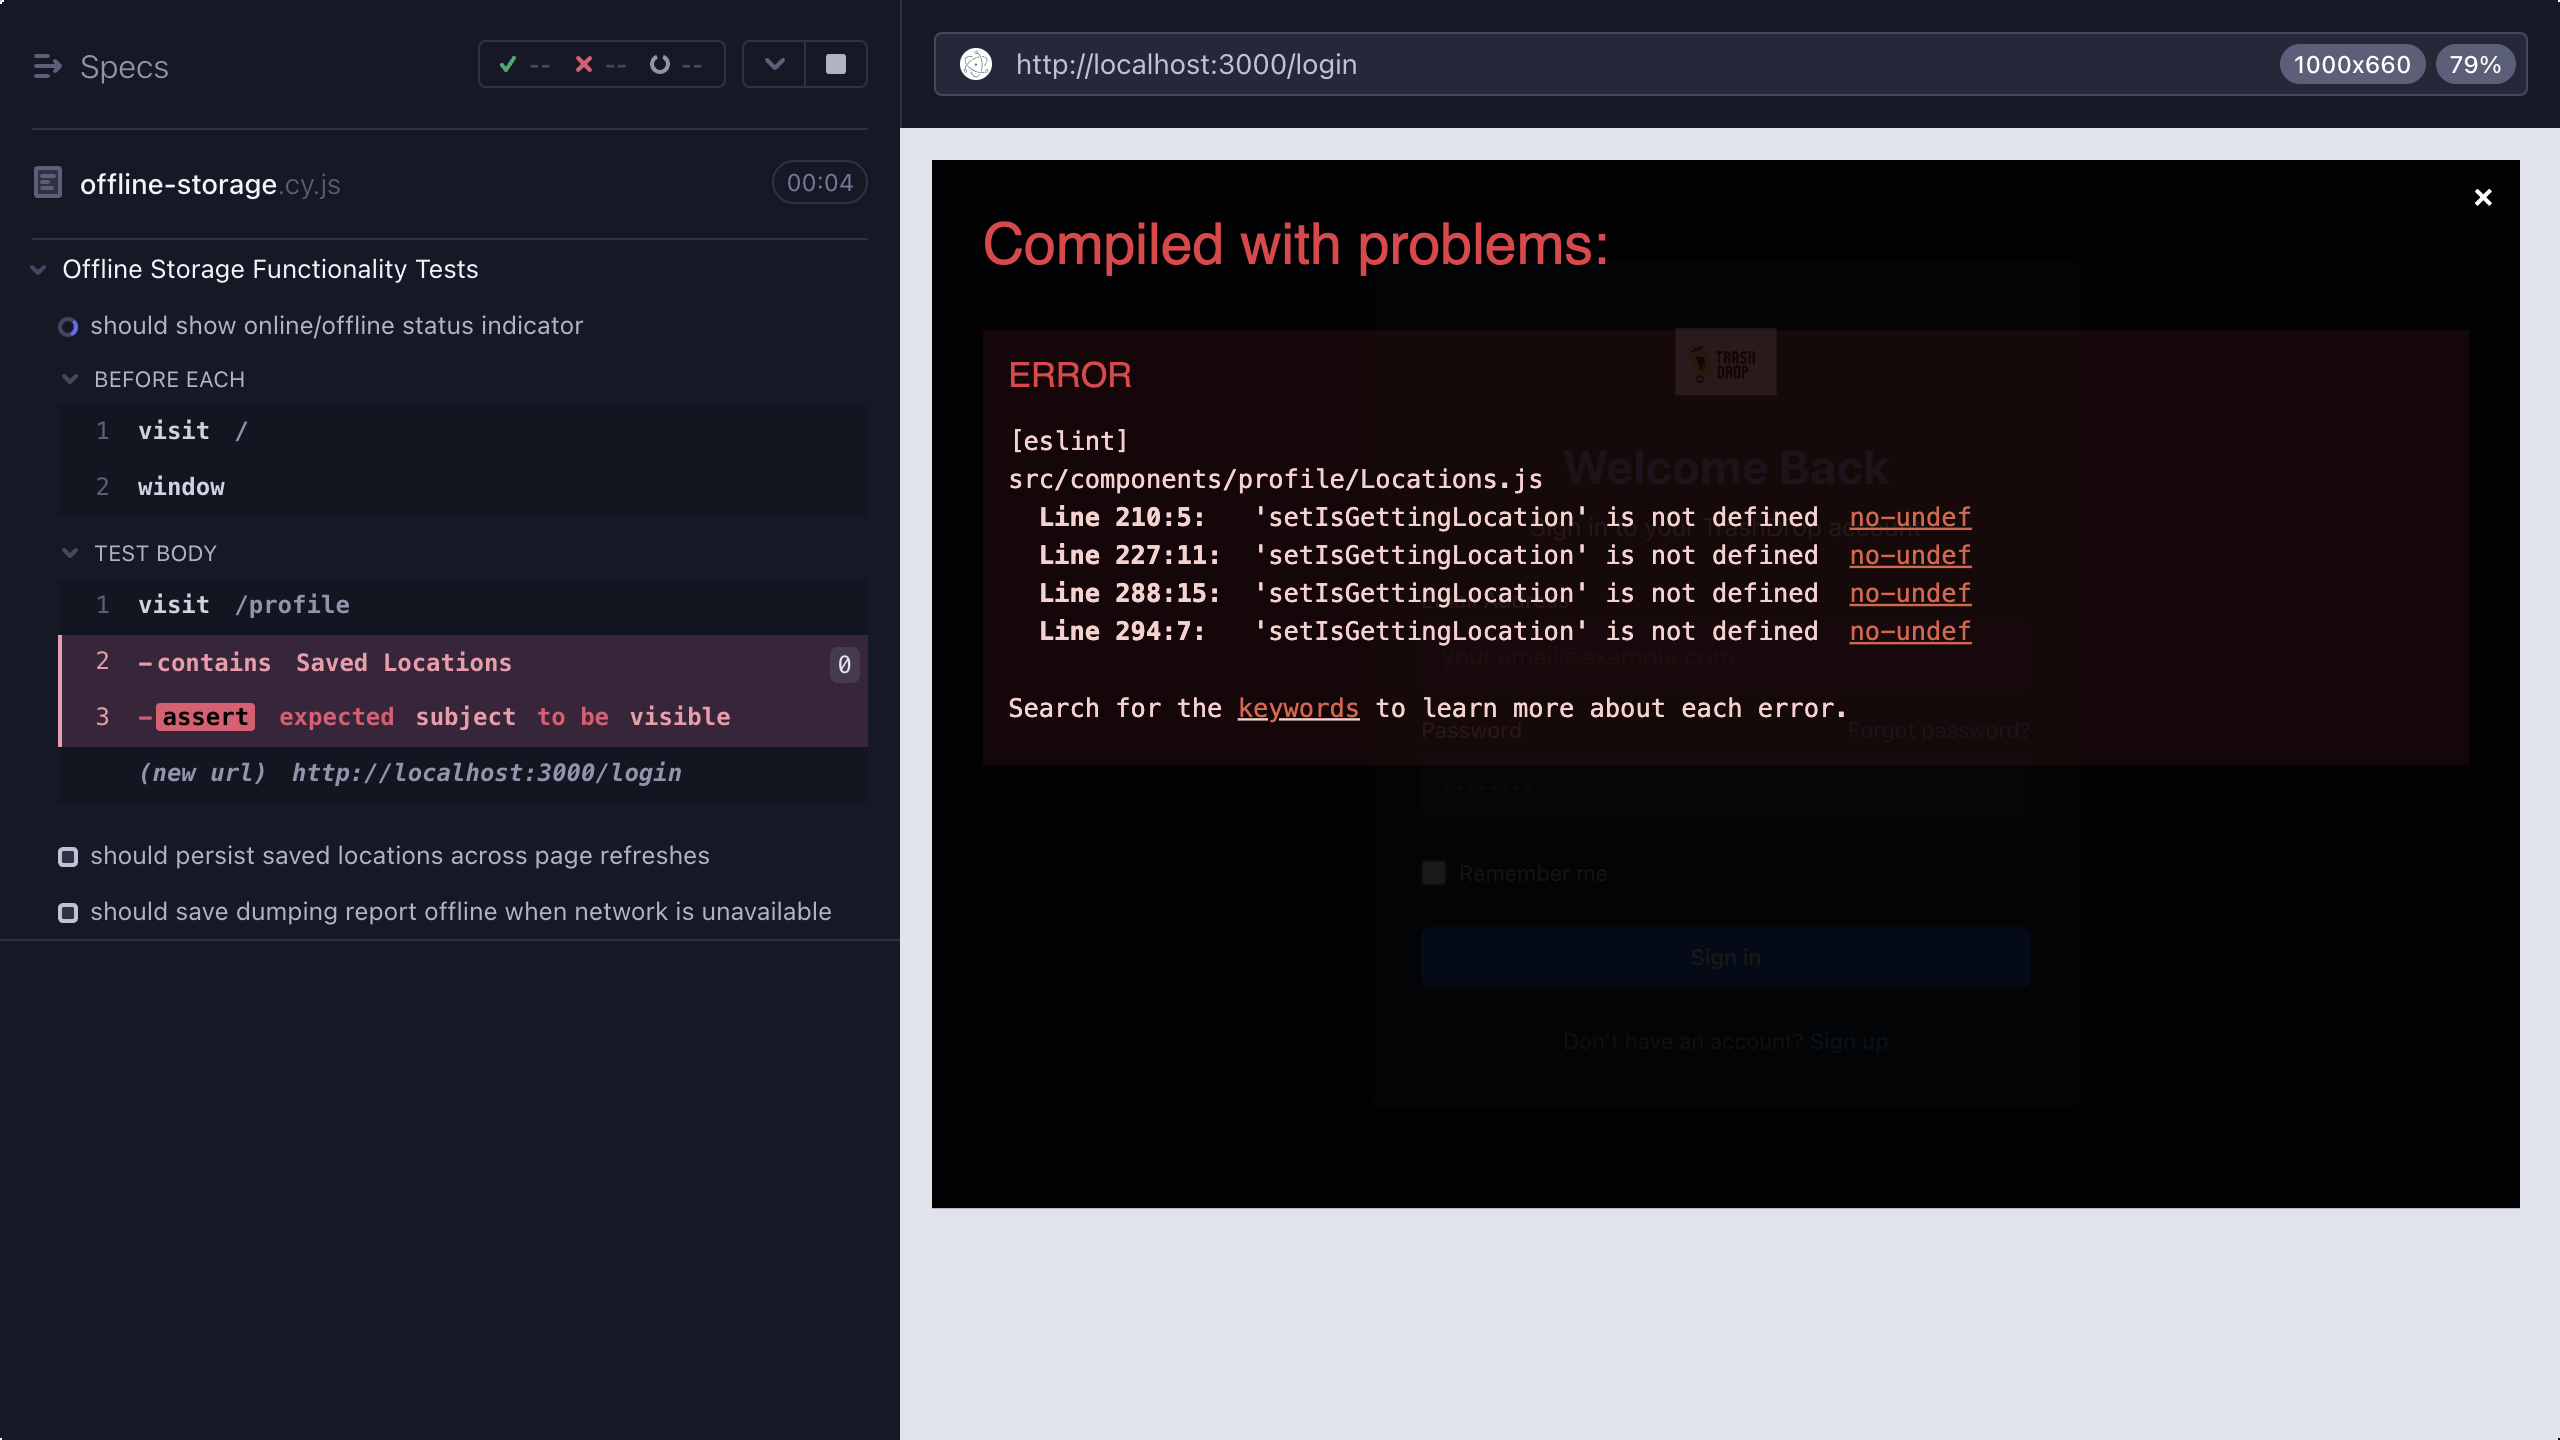 Specs
-- -- --
offline-storage.cy.js 00:04
Offline Storage Functionality Tests
should show online/offline status indicator
BEFORE EACH
1 visit /
2 window
TEST BODY
1 visit /profile
2 -contains Saved Locations 0
3 -assert expected subject to be visible
(new url) http://localhost:3000/login
should persist saved locations across page refreshes
should save dumping report offline when network is unavailable
http://localhost:3000/login 1000x660 79%
Compiled with problems:
ERROR
[eslint]
src/components/profile/Locations.js
Line 210:5: 'setIsGettingLocation' is not defined no-undef
Line 227:11: 'setIsGettingLocation' is not defined no-undef
Line 288:15: 'setIsGettingLocation' is not defined no-undef
Line 294:7: 'setIsGettingLocation' is not defined no-undef
Search for the keywords to learn more about each error.
TRASH
DROP
Welcome Back
Sign in to your TrashDrop account
Email Address
your.email@example.com
Password Forgot password?
Remember me
Sign in
Don't have an account? Sign up